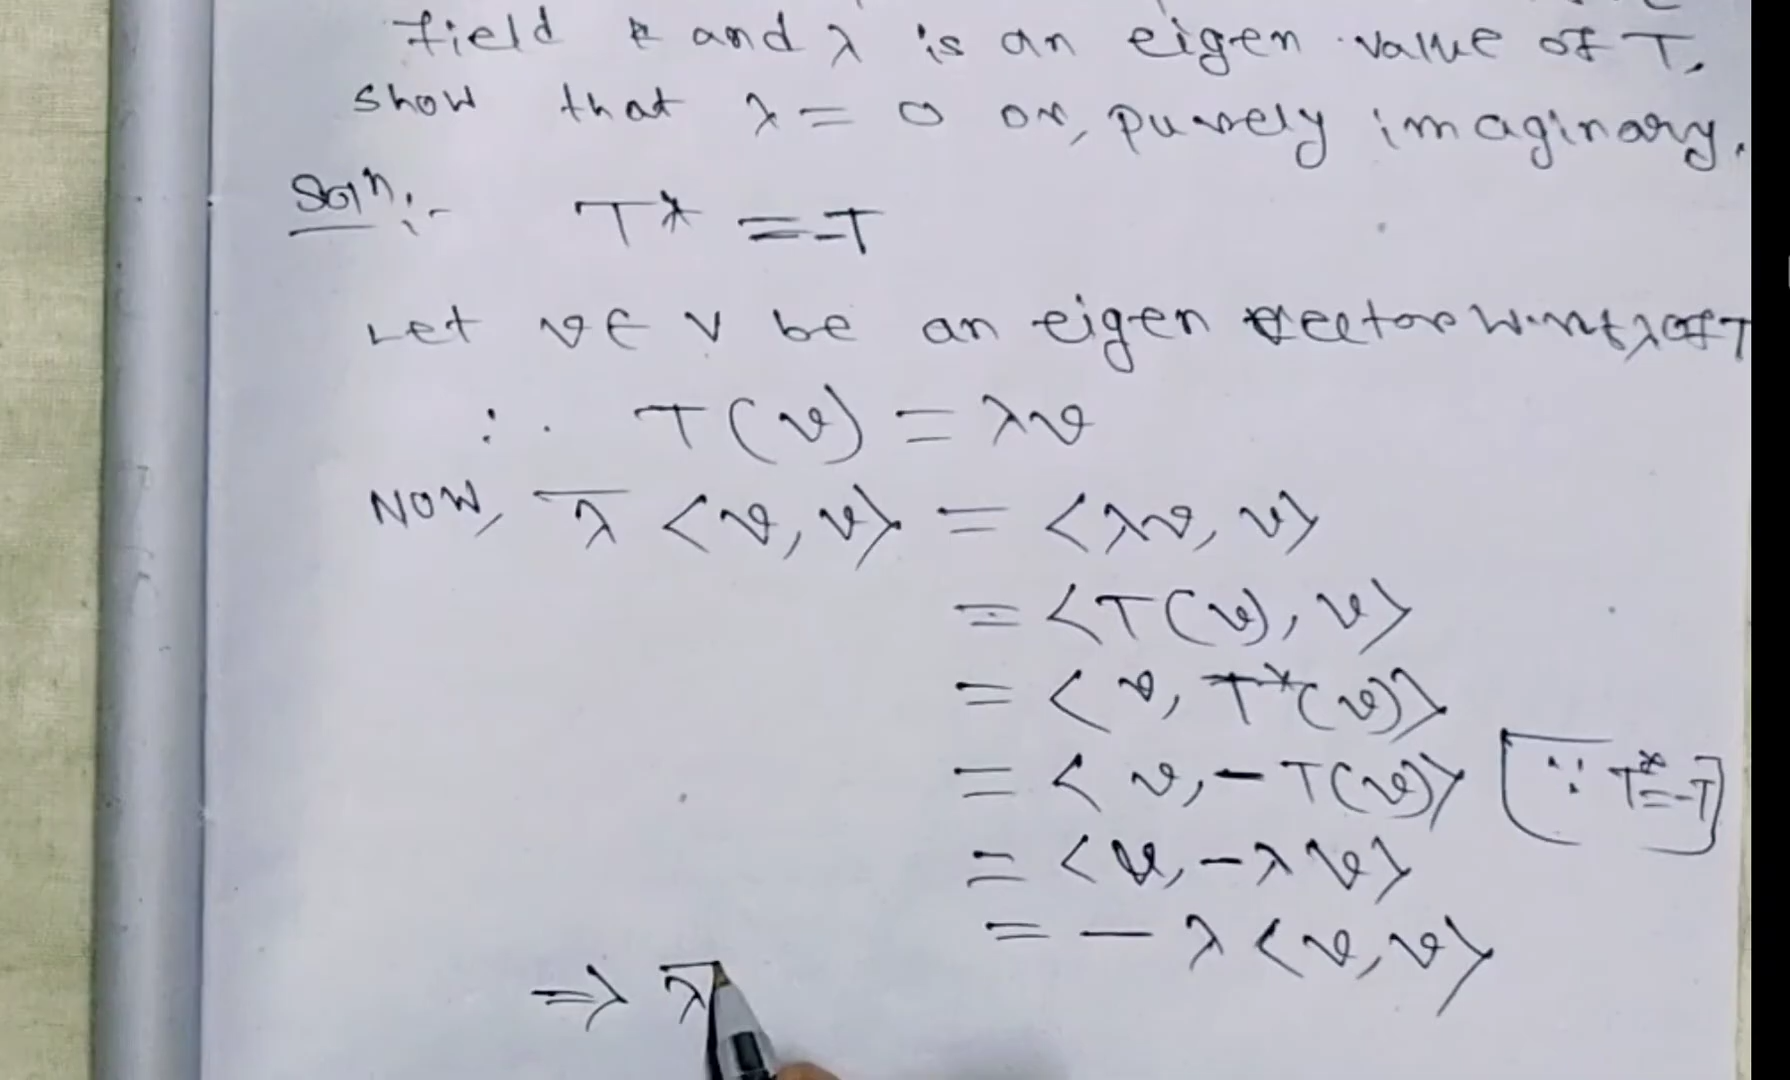 field F and λ is an eigen value of T,
show that λ = 0 or, purely imaginary.
Soln:- T* = -T
Let v ∈ V be an eigen vector w.r.t λ of T
∴ T(v) = λv
NOW, λ̅ <v, v> = <λv, v>
= <T(v), v>
= <v, T*(v)>
= <v, -T(v)> [∵ T* = -T]
= <v, -λv>
= -λ <v, v>
=> λ̅